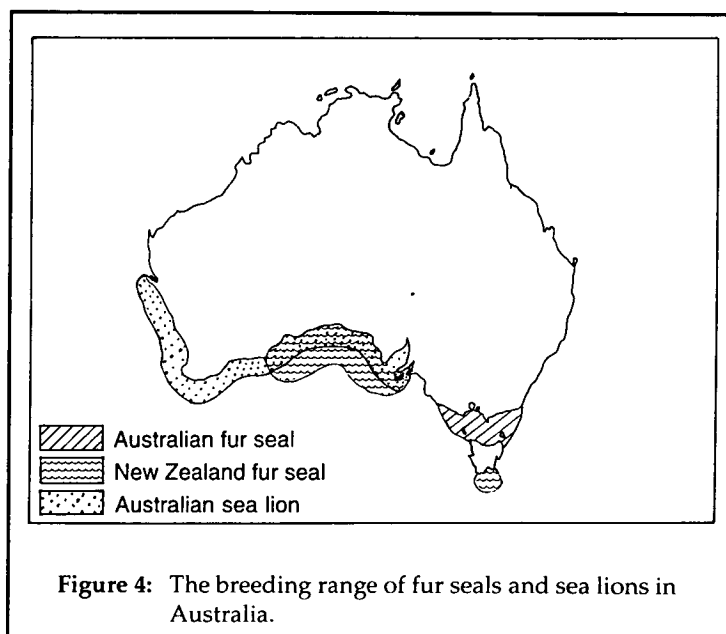 Australian fur seal
New Zealand fur seal
Australian sea lion
Figure 4: The breeding range of fur seals and sea lions in
Australia.